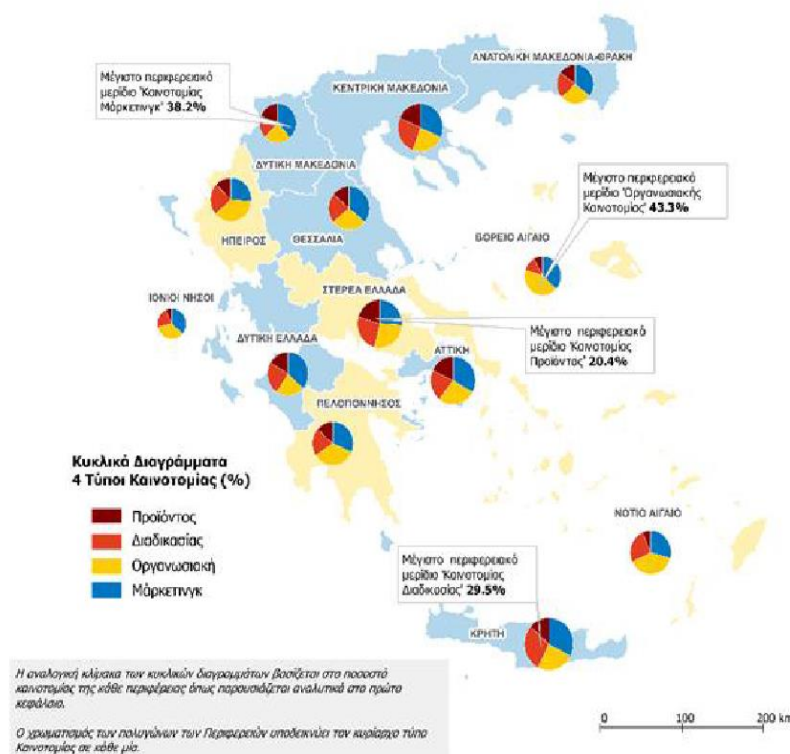 ΑΝΑΤΟΛΙΚΗ ΜΑΚΕΔΟΝΙΑ-ΘΡΑΚΗ
Μέγιστο περιφερειακό
μερίδιο 'Καινοτομίας
Μάρκετινγκ' 38.2%
ΚΕΝΤΡΙΚΗ ΜΑΚΕΔΟΝΙΑ
ΔΥΤΙΚΗ ΜΑΚΕΔΟΝΙΑ
Μέγιστο περιφερειακό
μερίδιο 'Οργανωσιακής
Καινοτομίας' 43.3%
ΗΠΕΙΡΟΣ
ΘΕΣΣΑΛΙΑ
ΒΟΡΕΙΟ ΑΙΓΑΙΟ
ΣΤΕΡΕΑ ΕΛΛΑΔΑ
ΙΟΝΙΟΙ ΝΗΣΟΙ
Μέγιστο περιφερειακό
μερίδιο 'Καινοτομίας
Προϊόντος' 20.4%
ΔΥΤΙΚΗ ΕΛΛΑΔΑ
ΑΤΤΙΚΗ
ΠΕΛΟΠΟΝΝΗΣΟΣ
Κυκλικά Διαγράμματα
4 Τύποι Καινοτομίας (%)
Προϊόντος
Διαδικασίας
Οργανωσιακή
Μάρκετινγκ
ΝΟΤΙΟ ΑΙΓΑΙΟ
Μέγιστο περιφερειακό
μερίδιο 'Καινοτομίας
Διαδικασίας' 29.5%
ΚΡΗΤΗ
Η αναλογική κλίμακα των κυκλικών διαγραμμάτων βασίζεται στο ποσοστό
καινοτομίας της κάθε περιφέρειας όπως παρουσιάζεται αναλυτικά στο πρώτο
κεφάλαιο.
Ο χρωματισμός των πολυγώνων των Περιφερειών υποδεικνύει τον κυρίαρχο τύπο
Καινοτομίας σε κάθε μία.
0 100 200 km